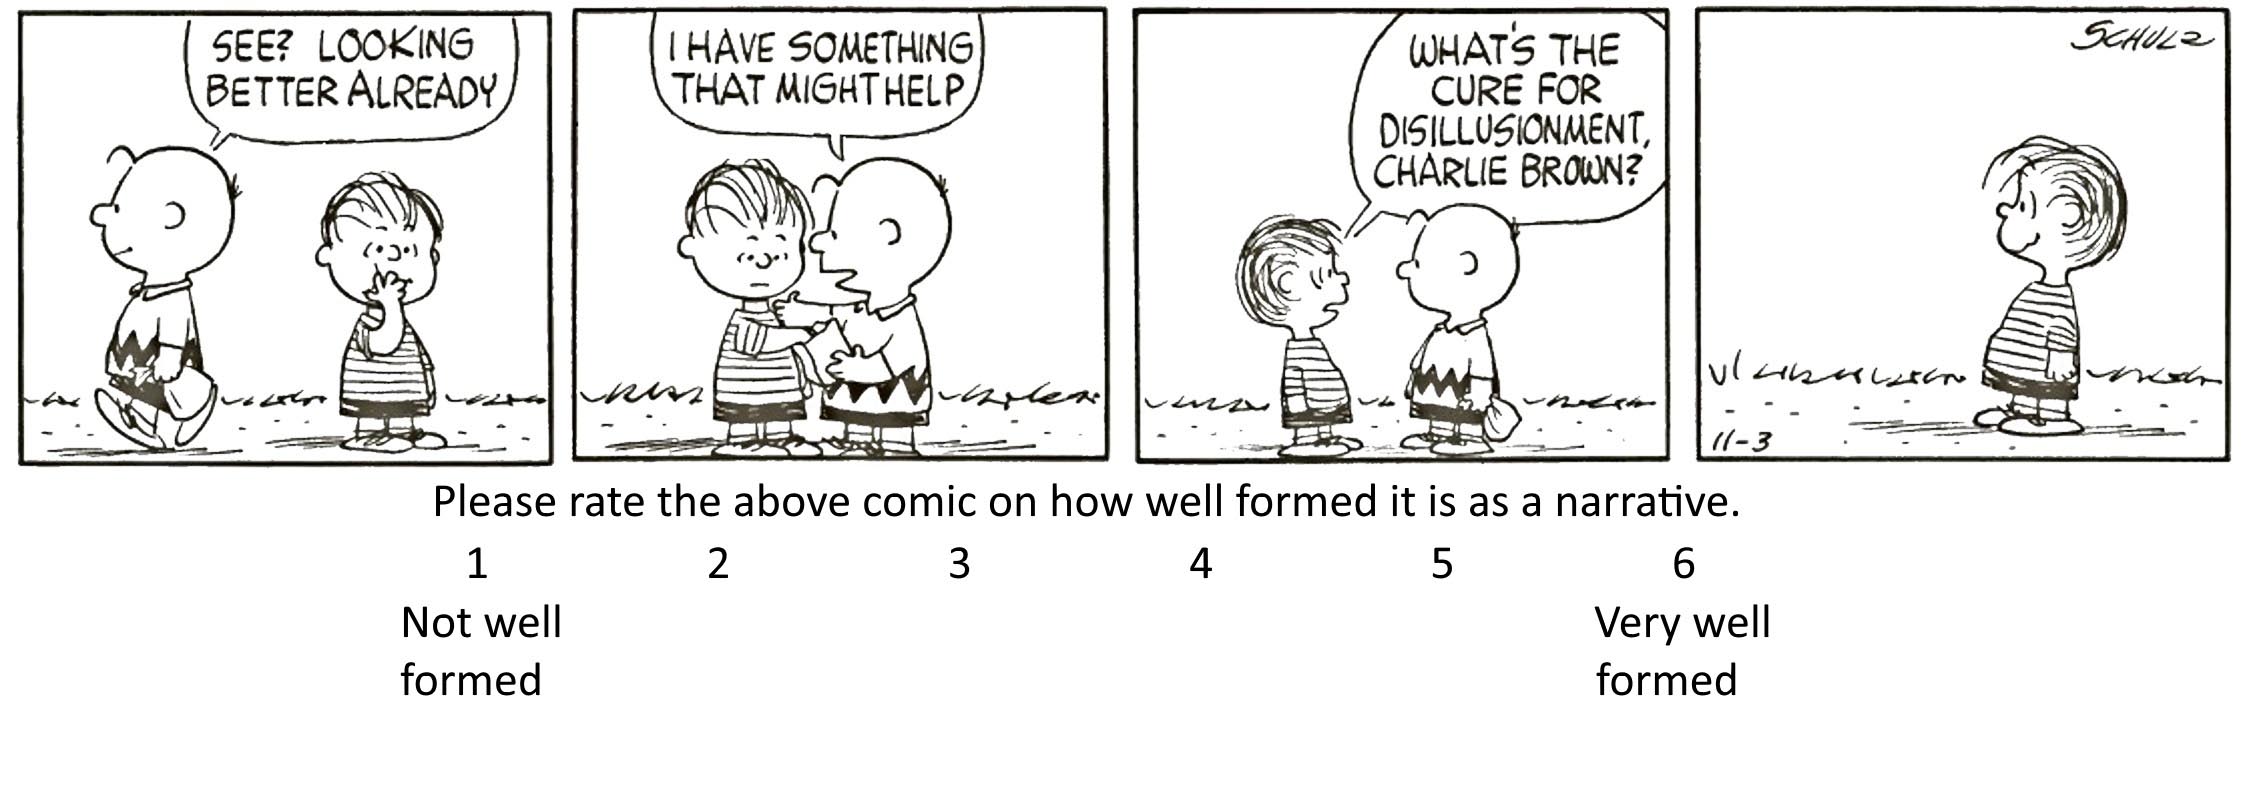 SEE? LOOKING
BETTER ALREADY
I HAVE SOMETHING
THAT MIGHT HELP
WHAT'S THE
CURE FOR
DISILLUSIONMENT,
CHARLIE BROWN?
SCHULZ
11-3
Please rate the above comic on how well formed it is as a narrative.
1 2 3 4 5 6
Not well formed
Very well formed